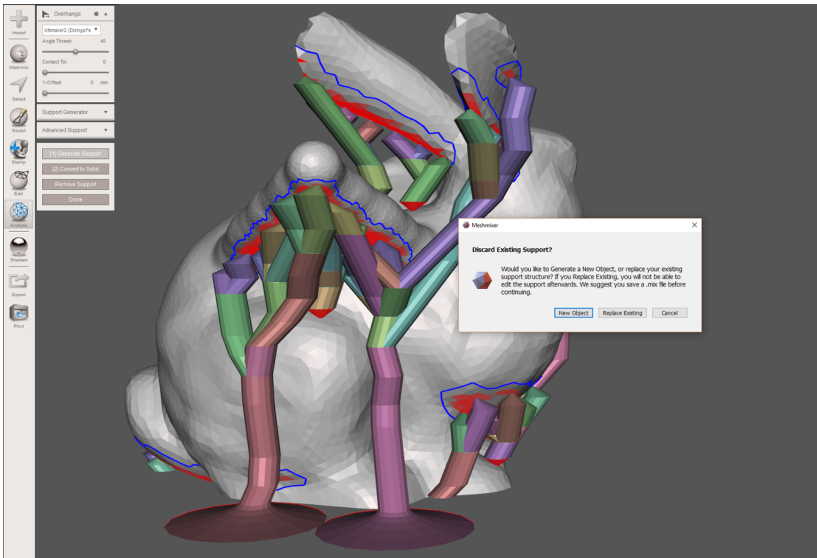 Import
Meshmix
Select
Sculpt
Stamp
Edit
Analysis
Shaders
Export
Print
Overhangs
Ultimaker2 (Dizingof's
Angle Thresh 45
Contact Tol 0
Y-Offset 5 mm
Support Generator
Advanced Support
[1] Generate Support
[2] Convert to Solid
Remove Support
Done
Meshmixer
Discard Existing Support?
Would you like to Generate a New Object, or replace your existing
support structure? If you Replace Existing, you will not be able to
edit the support afterwards. We suggest you save a .mix file before
continuing.
New Object
Replace Existing
Cancel